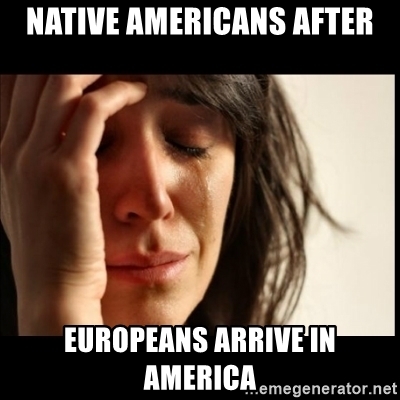 NATIVE AMERICANS AFTER
EUROPEANS ARRIVE IN
AMERICA
...emegenerator.net